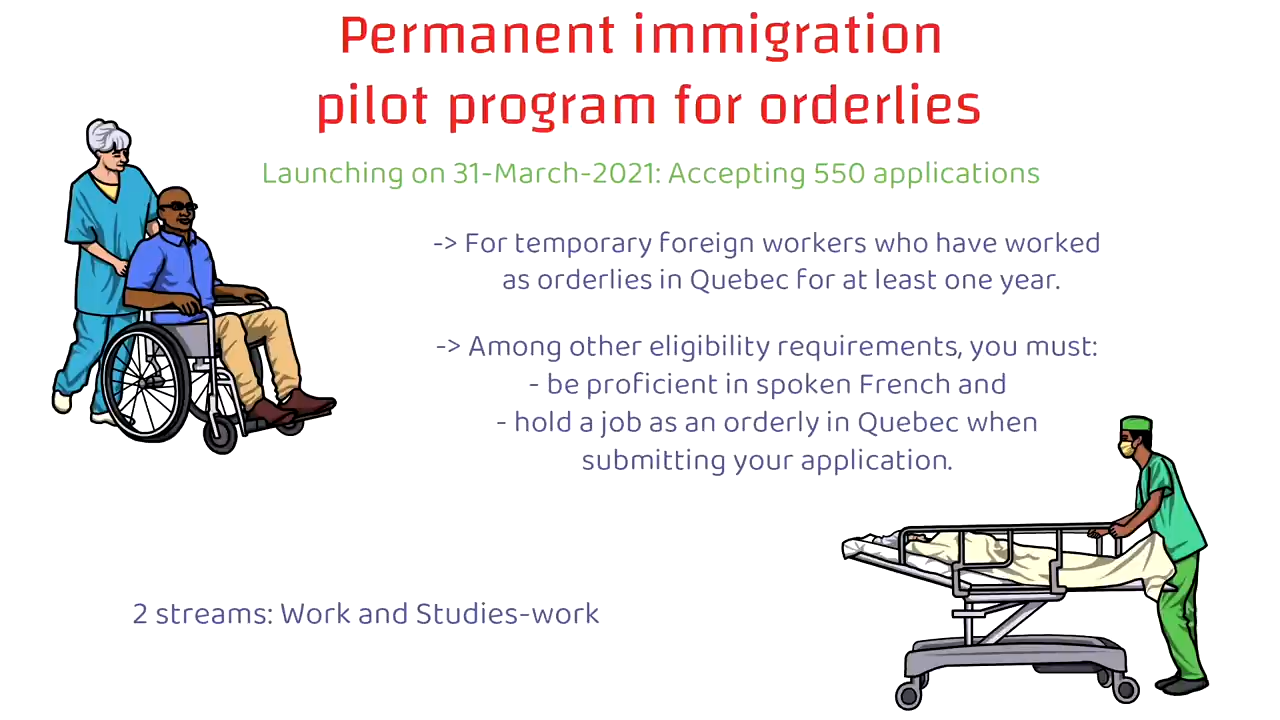 Permanent immigration
pilot program for orderlies
Launching on 31-March-2021: Accepting 550 applications
-> For temporary foreign workers who have worked
as orderlies in Quebec for at least one year.
-> Among other eligibility requirements, you must:
- be proficient in spoken French and
- hold a job as an orderly in Quebec when
submitting your application.
2 streams: Work and Studies-work